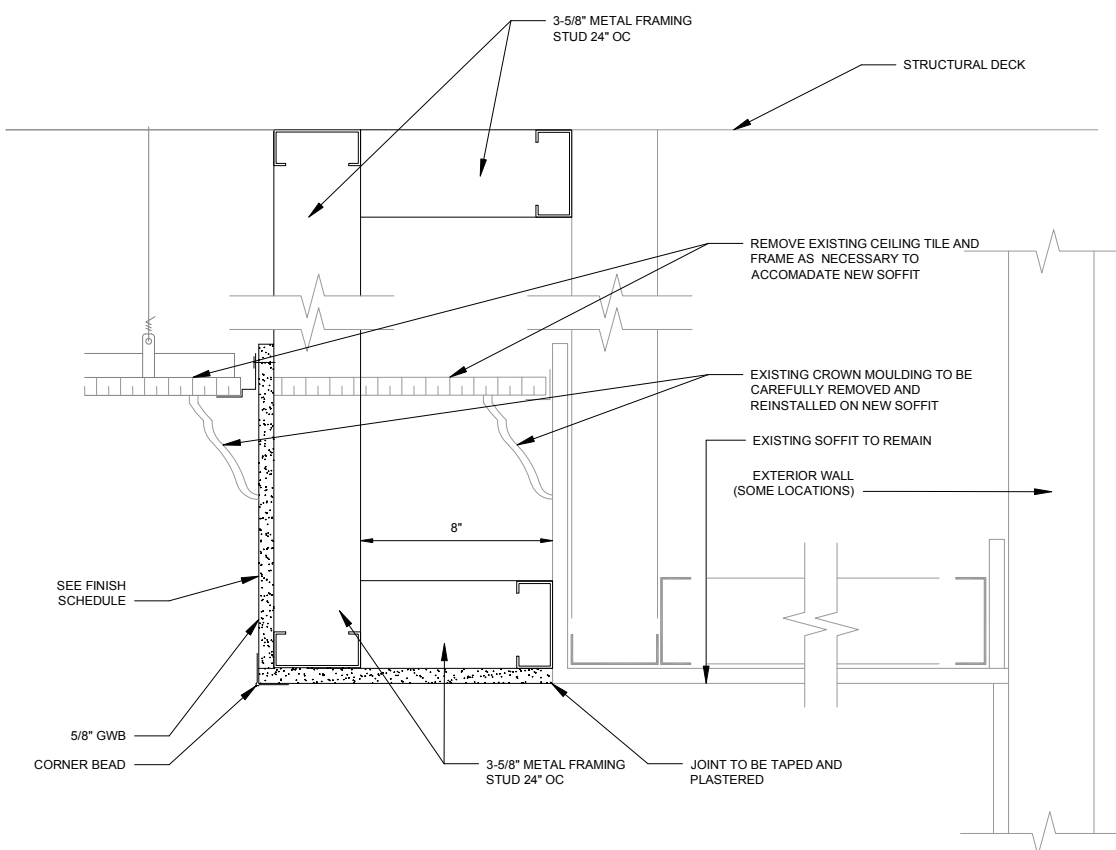 3-5/8" METAL FRAMING
STUD 24" OC
STRUCTURAL DECK
REMOVE EXISTING CEILING TILE AND
FRAME AS NECESSARY TO
ACCOMADATE NEW SOFFIT
EXISTING CROWN MOULDING TO BE
CAREFULLY REMOVED AND
REINSTALLED ON NEW SOFFIT
EXISTING SOFFIT TO REMAIN
EXTERIOR WALL
(SOME LOCATIONS)
8"
SEE FINISH
SCHEDULE
5/8" GWB
CORNER BEAD
3-5/8" METAL FRAMING
STUD 24" OC
JOINT TO BE TAPED AND
PLASTERED